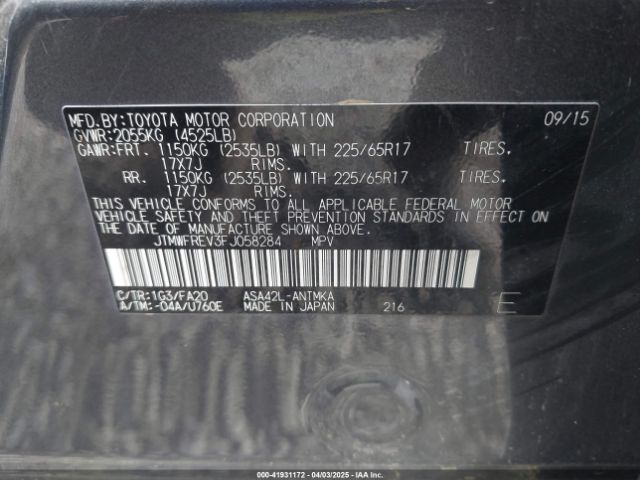 MFD.BY:TOYOTA MOTOR CORPORATION 09/15
GVWR:2055KG (4525LB)
GAWR:FRT. 1150KG (2535LB) WITH 225/65R17 TIRES,
17X7J RIMS.
RR. 1150KG (2535LB) WITH 225/65R17 TIRES,
17X7J RIMS.
THIS VEHICLE CONFORMS TO ALL APPLICABLE FEDERAL MOTOR
VEHICLE SAFETY AND THEFT PREVENTION STANDARDS IN EFFECT ON
THE DATE OF MANUFACTURE SHOWN ABOVE.
JTMWFREV3FJ058284 MPV
C/TR:1G3/FA20 ASA42L-ANTMKA
A/TM:-04A/U760E MADE IN JAPAN 216 E
000-41931172 - 04/03/2025 - IAA Inc.